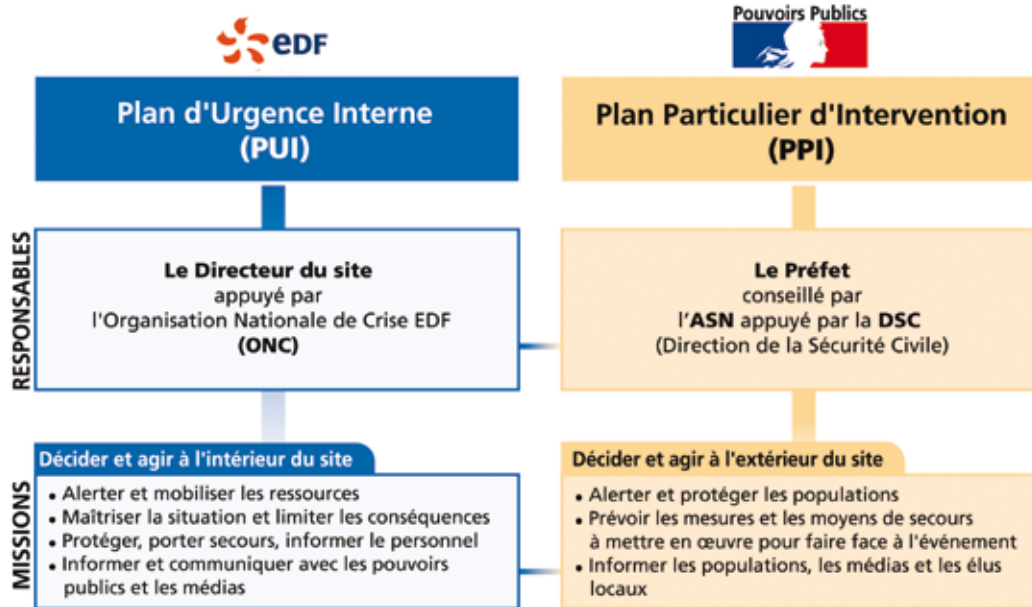 eDF
Pouvoirs Publics
Plan d'Urgence Interne
(PUI)
Plan Particulier d'Intervention
(PPI)
RESPONSABLES
Le Directeur du site
appuyé par
l'Organisation Nationale de Crise EDF
(ONC)
Le Préfet
conseillé par
l'ASN appuyé par la DSC
(Direction de la Sécurité Civile)
MISSIONS
Décider et agir à l'intérieur du site
• Alerter et mobiliser les ressources
• Maîtriser la situation et limiter les conséquences
• Protéger, porter secours, informer le personnel
• Informer et communiquer avec les pouvoirs
publics et les médias
Décider et agir à l'extérieur du site
• Alerter et protéger les populations
• Prévoir les mesures et les moyens de secours
à mettre en œuvre pour faire face à l'événement
• Informer les populations, les médias et les élus
locaux